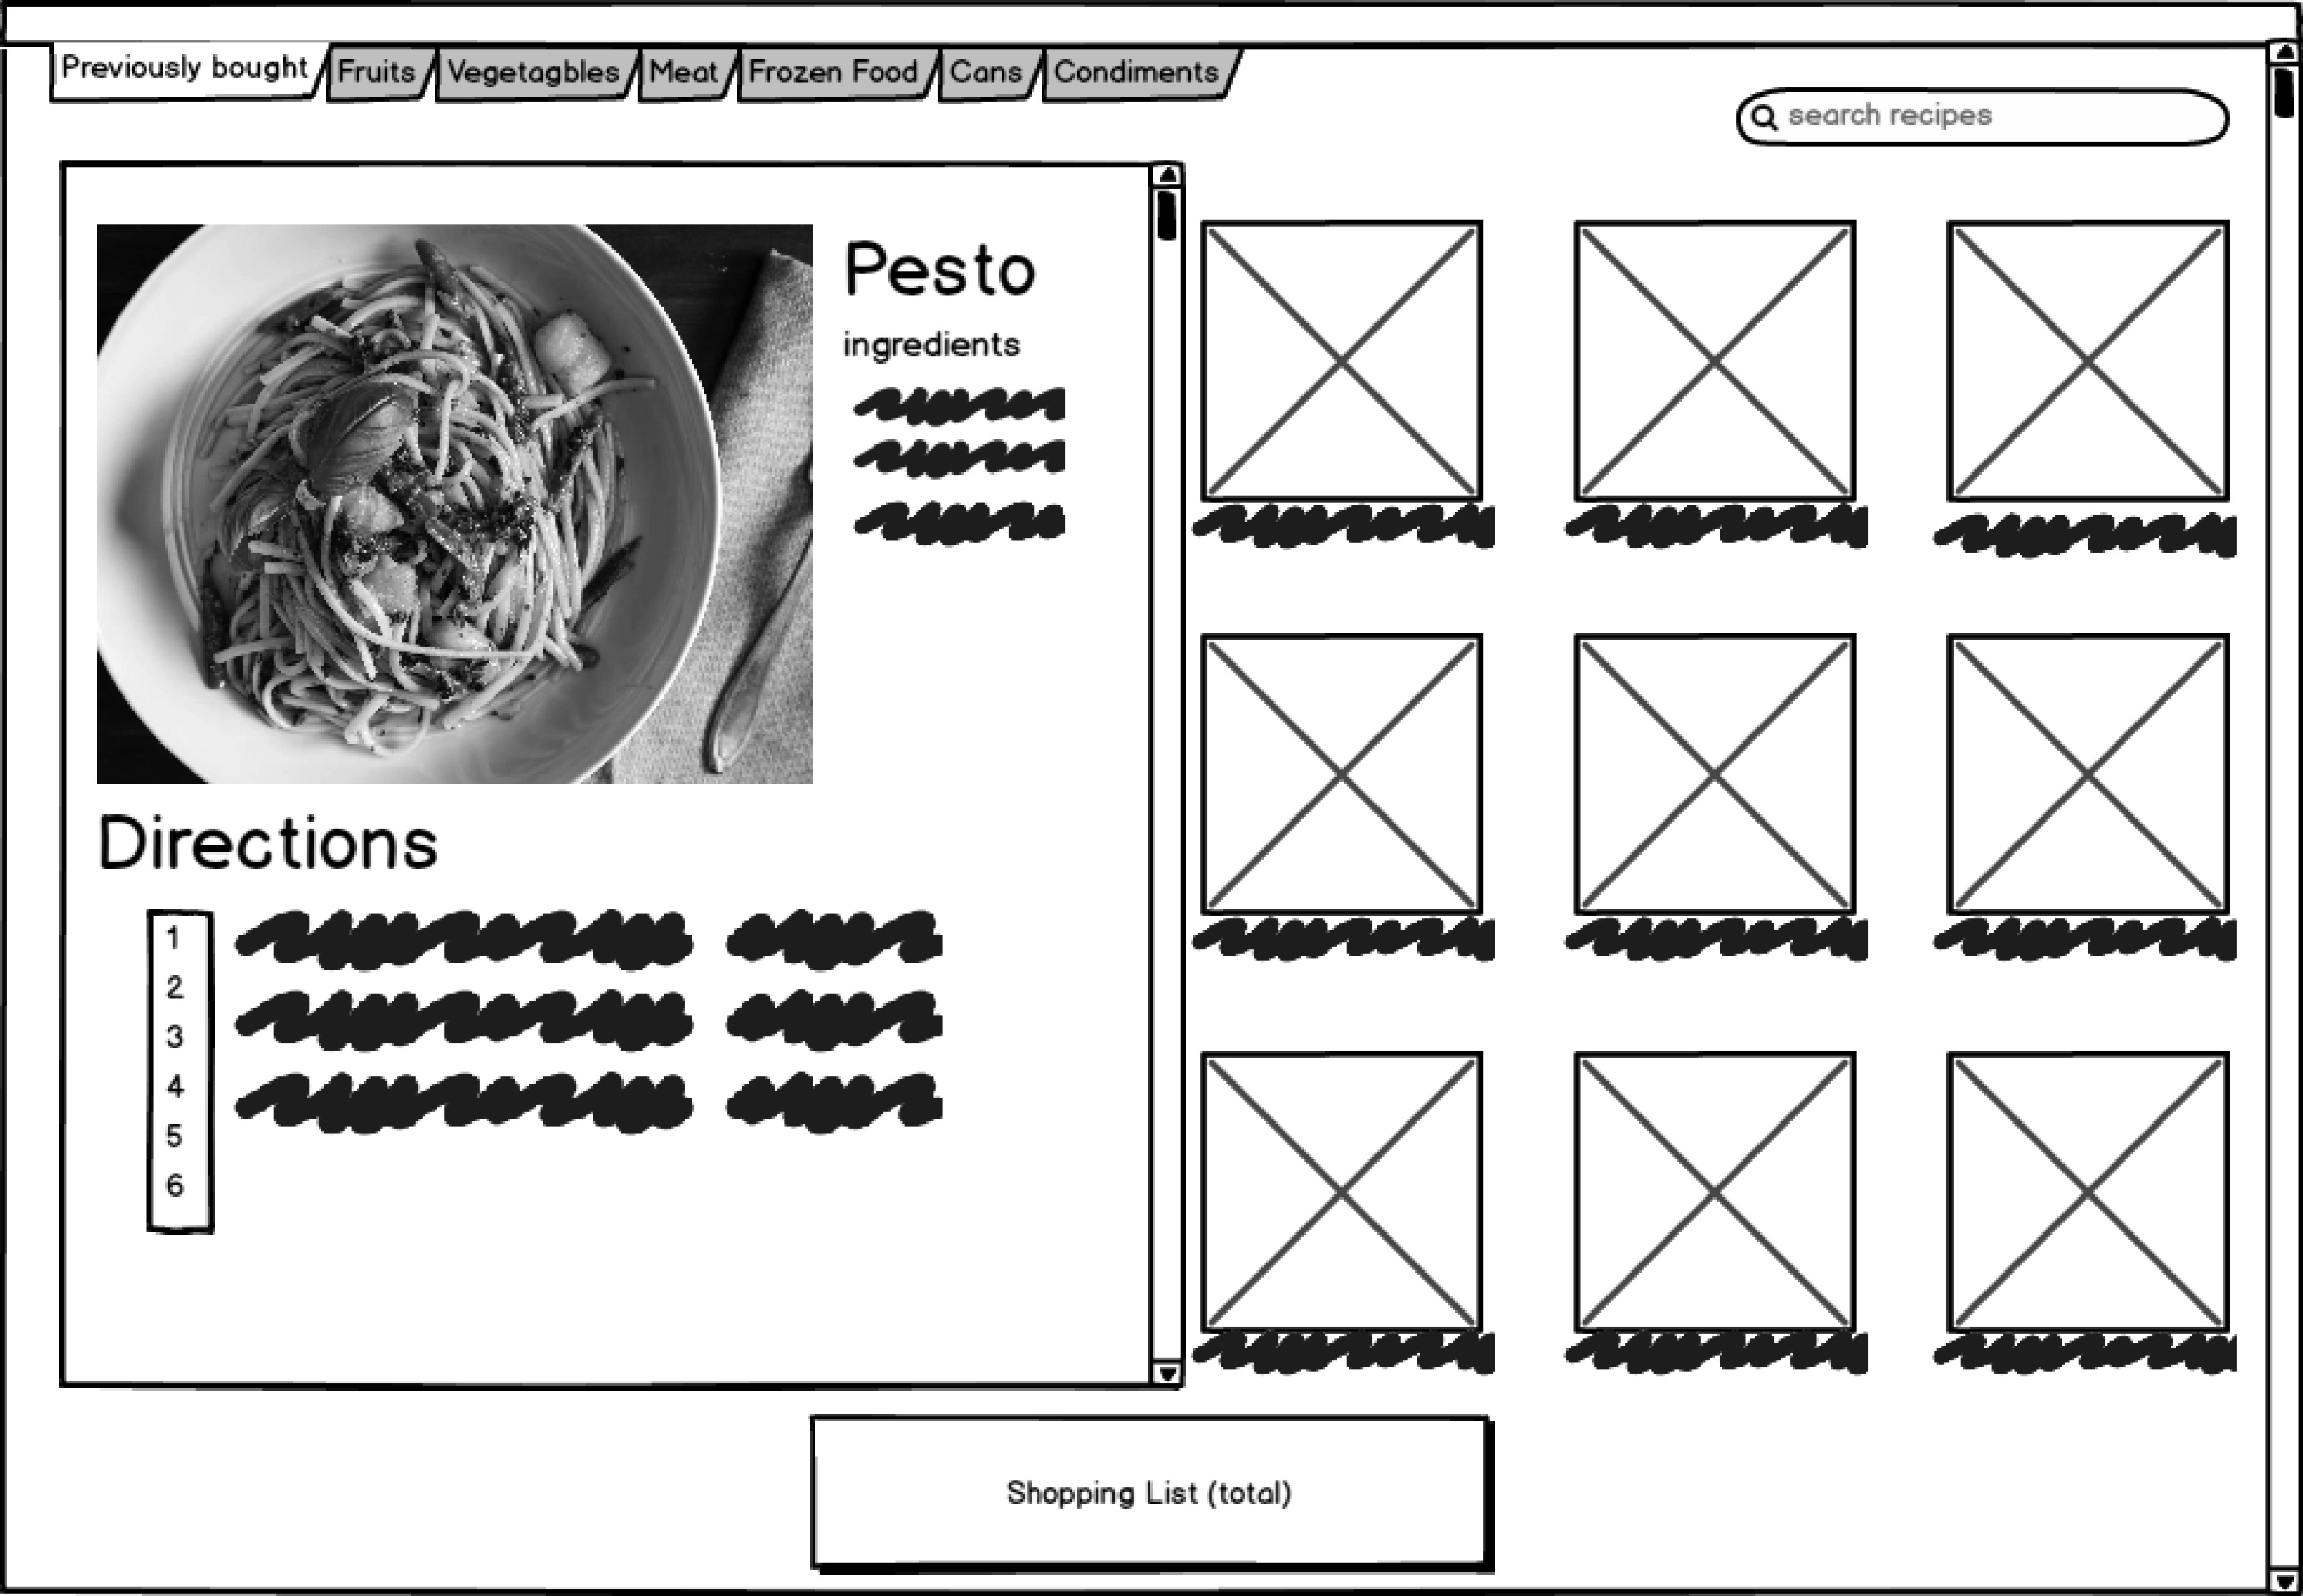 Previously bought Fruits Vegetagbles Meat Frozen Food Cans Condiments
search recipes
Pesto
ingredients
Directions
1
2
3
4
5
6
Shopping List (total)